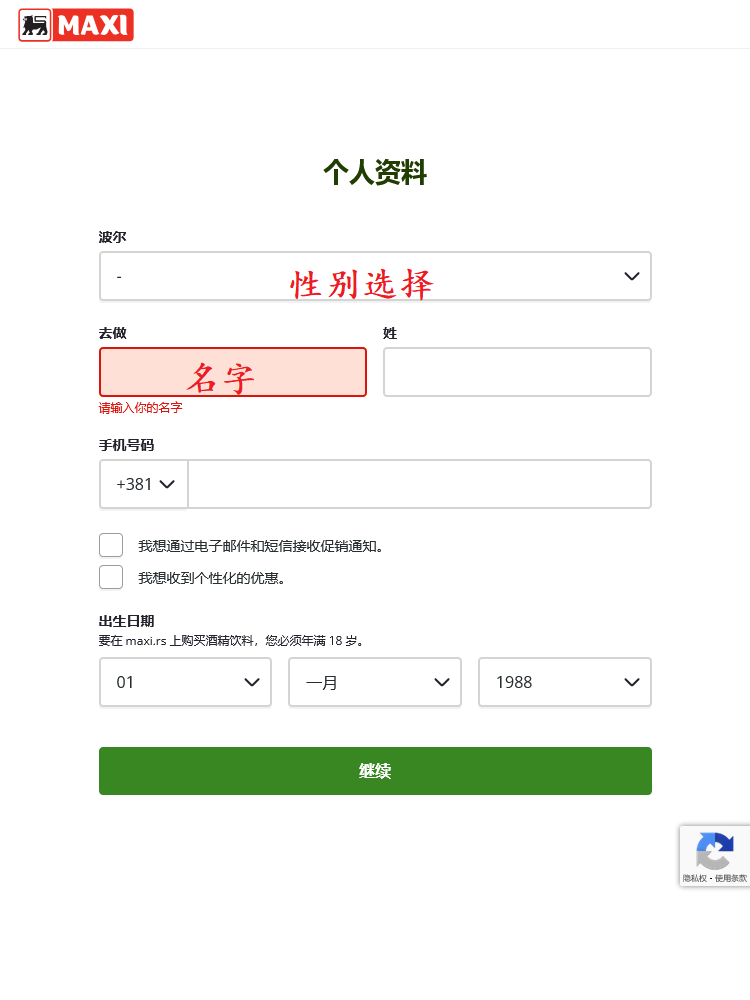 MAXI
个人资料
波尔
-
性别选择
去做
姓
名字
请输入你的名字
手机号码
+381
我想通过电子邮件和短信接收促销通知。
我想收到个性化的优惠。
出生日期
要在 maxi.rs 上购买酒精饮料，您必须年满 18 岁。
01
一月
1988
继续
隐私权 - 使用条款